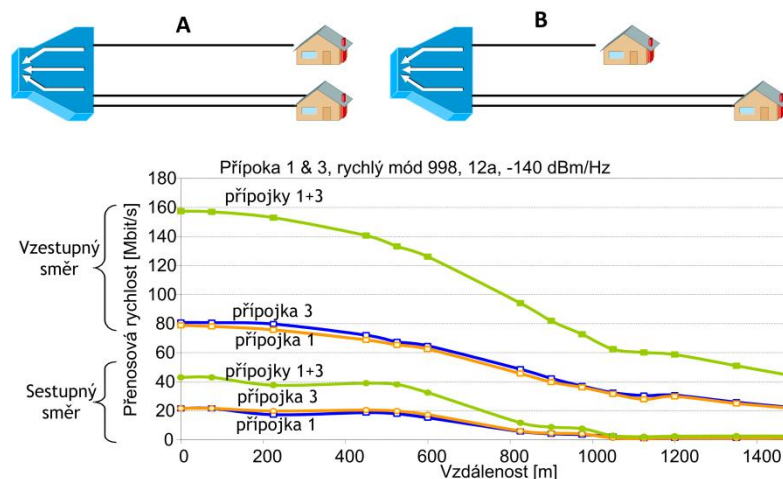 A
B
Přípoka 1 & 3, rychlý mód 998, 12a, -140 dBm/Hz
180
160
140
120
100
80
60
40
20
0
Přenosová rychlost [Mbit/s]
Vzestupný
směr
Sestupný
směr
přípojky 1+3
přípojka 3
přípojka 1
přípojky 1+3
přípojka 3
přípojka 1
0
200
400
600
800
1000
1200
1400
Vzdálenost [m]